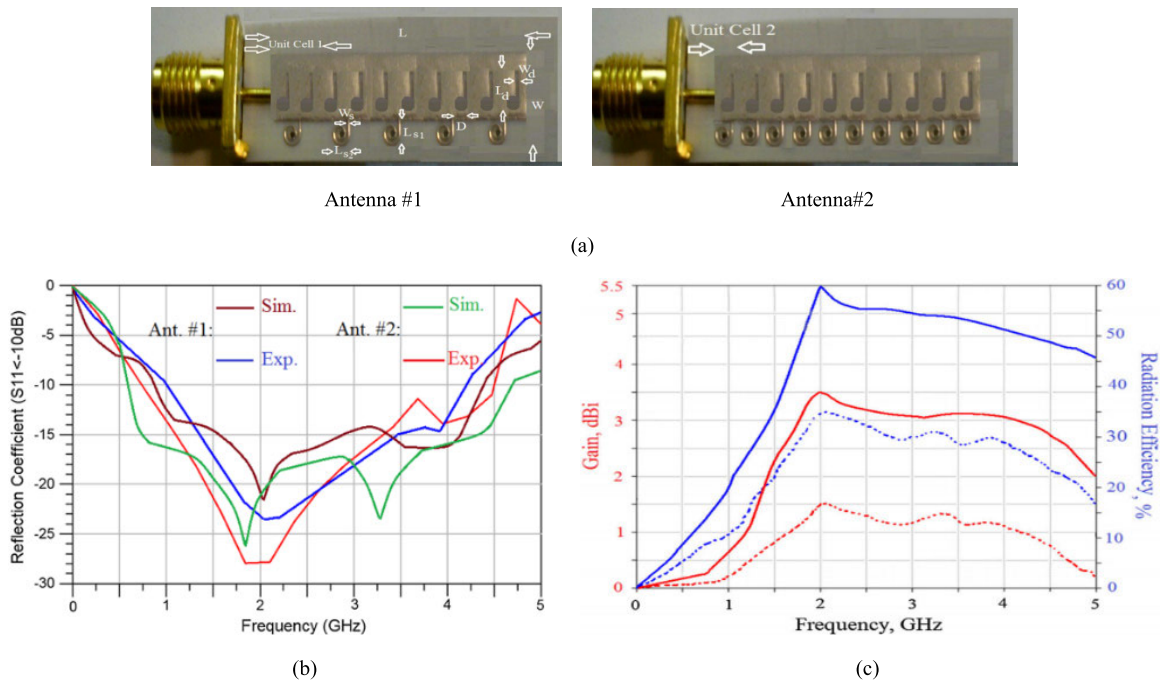 L
Unit Cell 1
W_d
L_d
W
W_s
L_s1
D
L_s2
Unit Cell 2
Antenna #1
Antenna#2
(a)
Reflection Coefficient (S11<-10dB)
0
-5
-10
-15
-20
-25
-30
Sim.
Sim.
Ant. #1:
Ant. #2:
Exp.
Exp.
0
1
2
3
4
5
Frequency (GHz)
(b)
Gain, dBi
5.5
5
4
3
2
1
0
60
50
40
30
20
10
0
Radiation Efficiency, %
0
1
2
3
4
5
Frequency, GHz
(c)